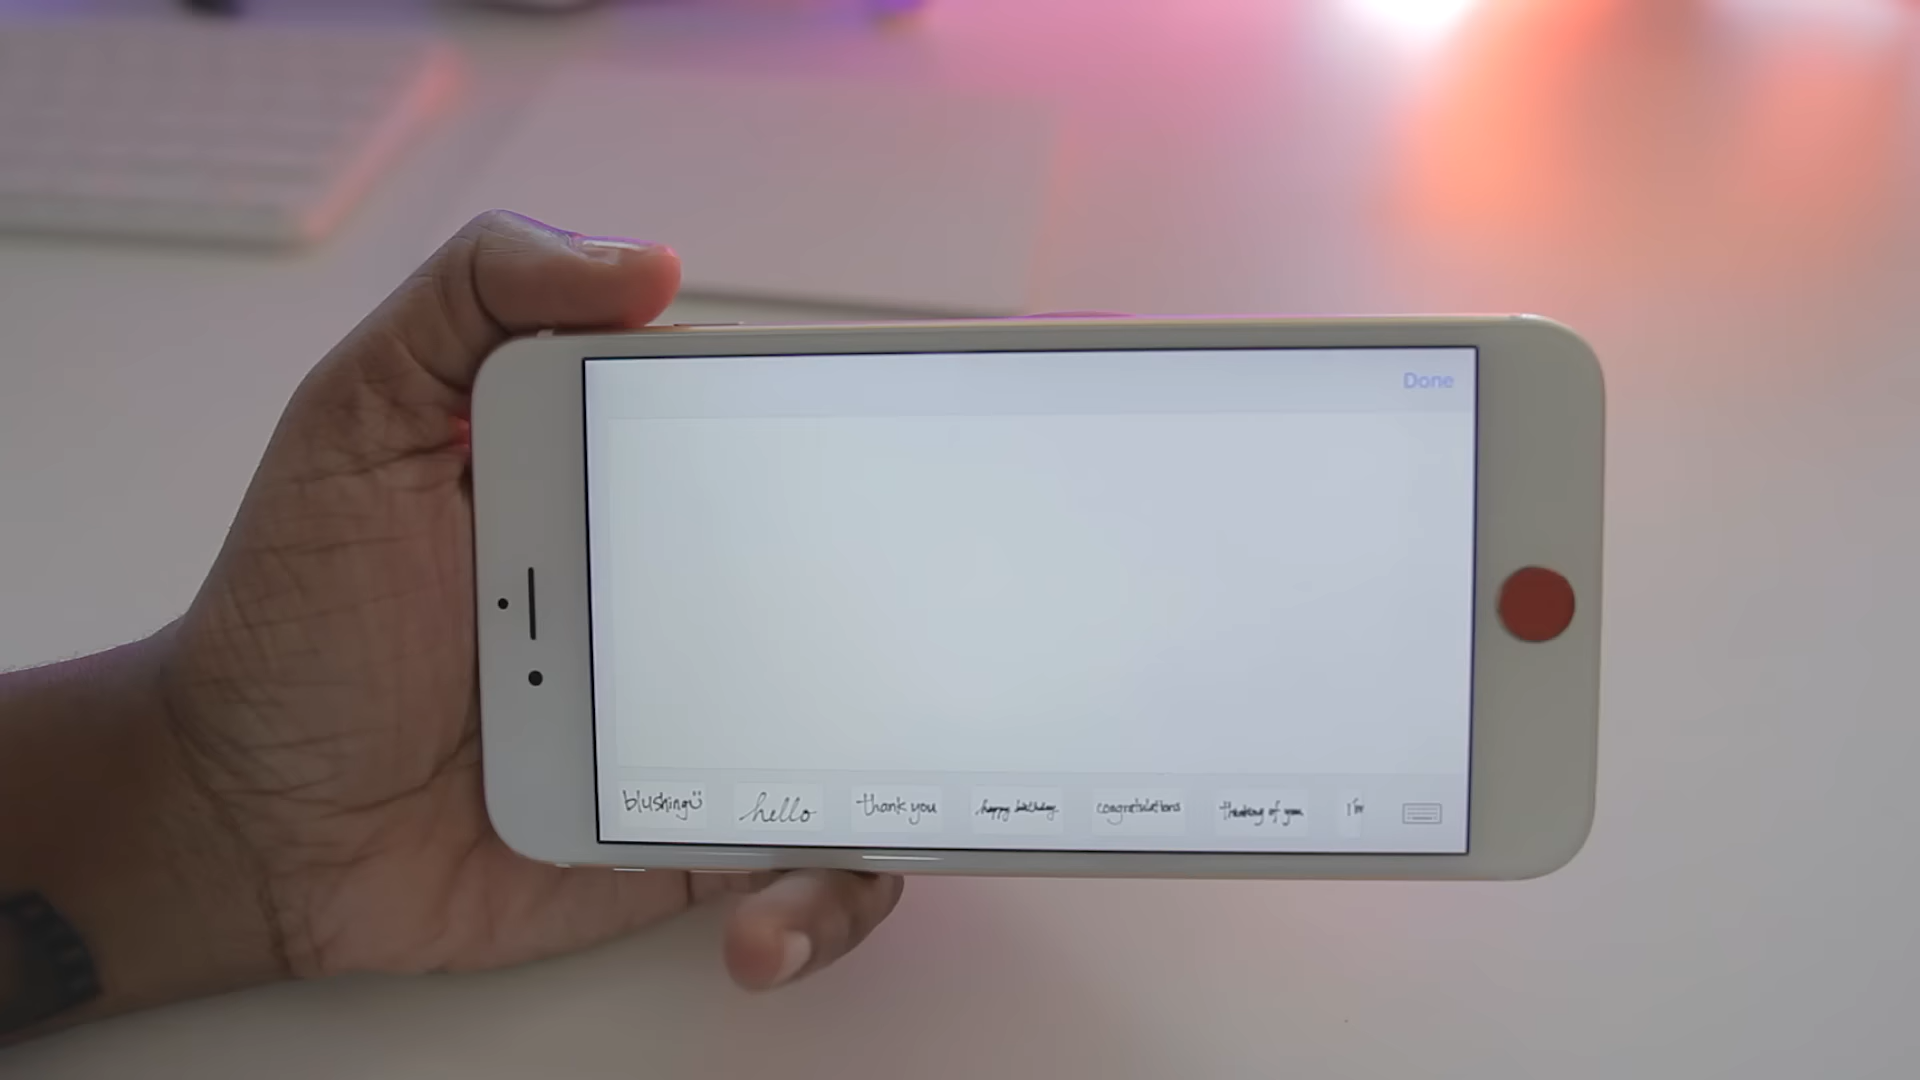 Done
blushing ü
hello
thank you
happy birthday
congratulations
thinking of you
I'm